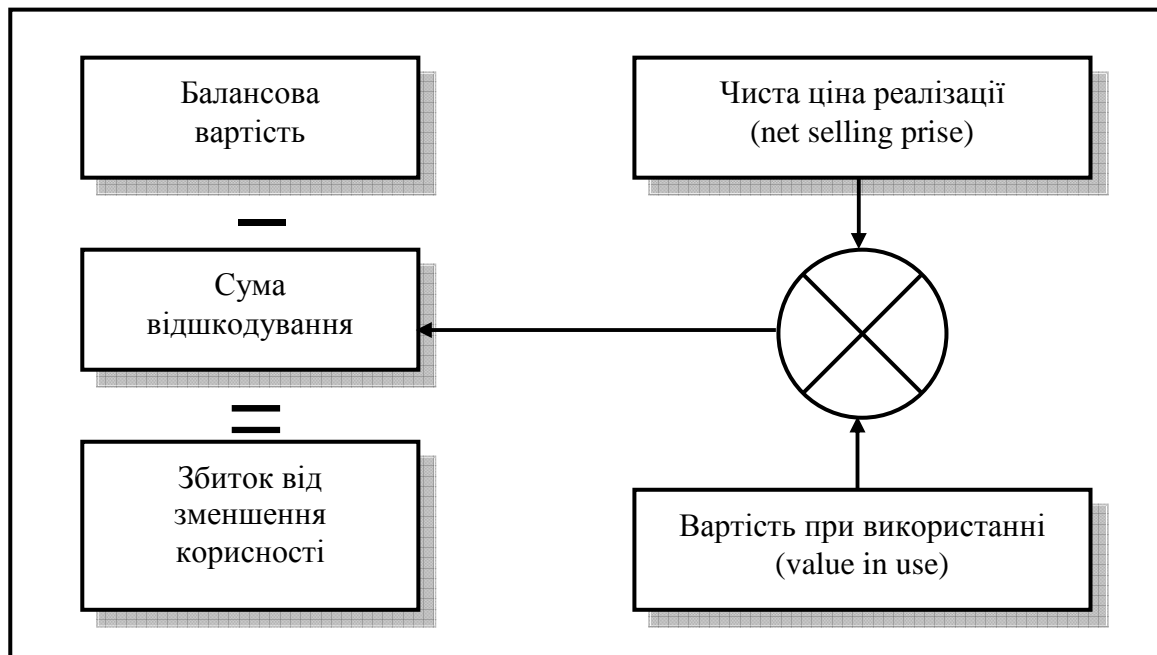 Балансова
вартість
Чиста ціна реалізації
(net selling prise)
Сума
відшкодування
Збиток від
зменшення
корисності
Вартість при використанні
(value in use)